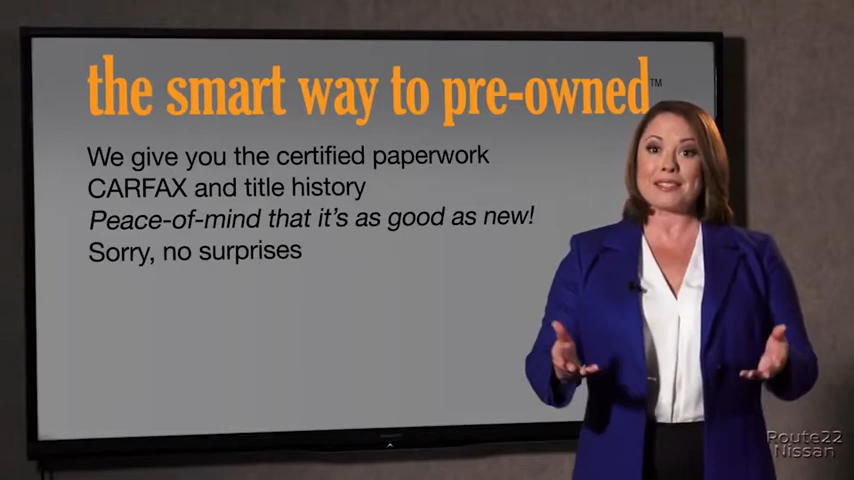 the smart way to pre-owned™
We give you the certified paperwork
CARFAX and title history
Peace-of-mind that it's as good as new!
Sorry, no surprises
Route22
Nissan